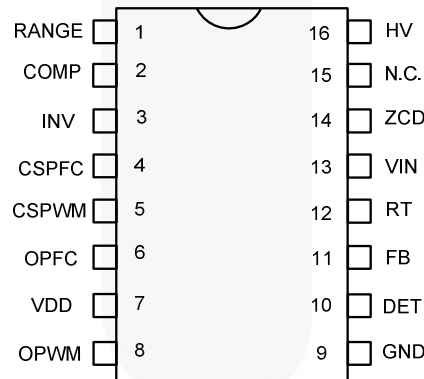 RANGE 1 16 HV
COMP 2 15 N.C.
INV 3 14 ZCD
CSPFC 4 13 VIN
CSPWM 5 12 RT
OPFC 6 11 FB
VDD 7 10 DET
OPWM 8 9 GND